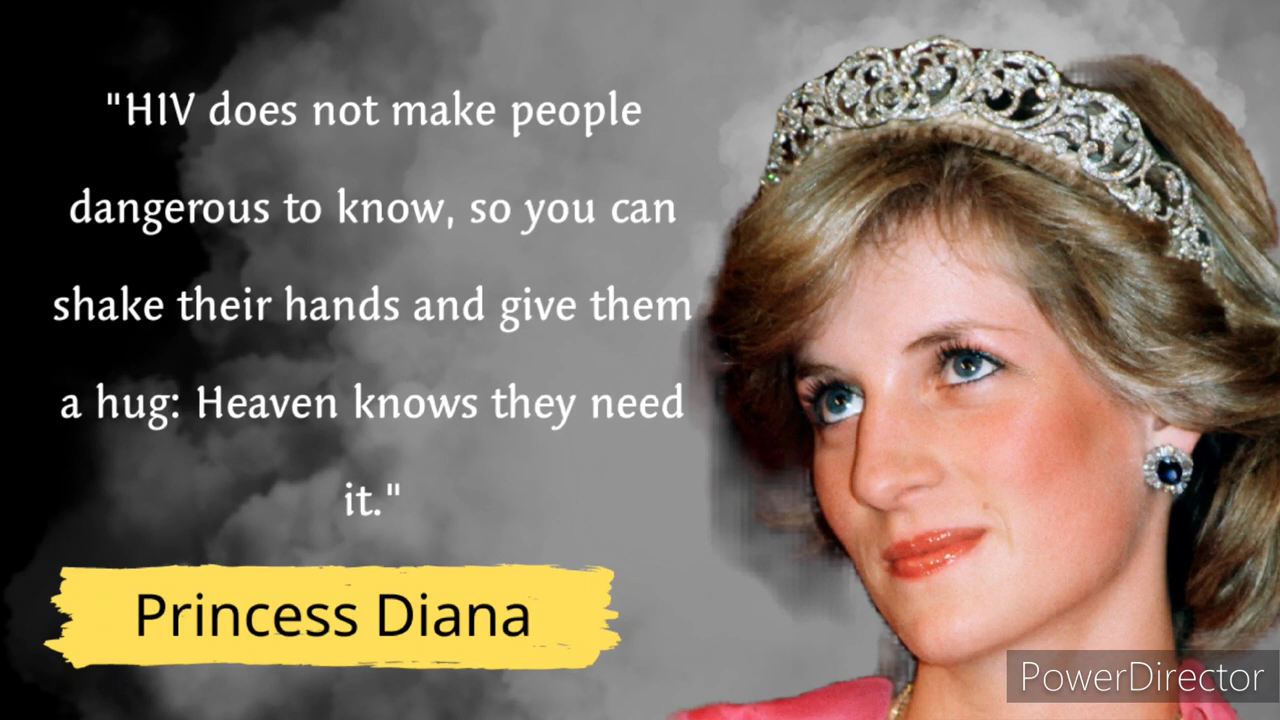 "HIV does not make people
dangerous to know, so you can
shake their hands and give them
a hug: Heaven knows they need
it."
Princess Diana
PowerDirector